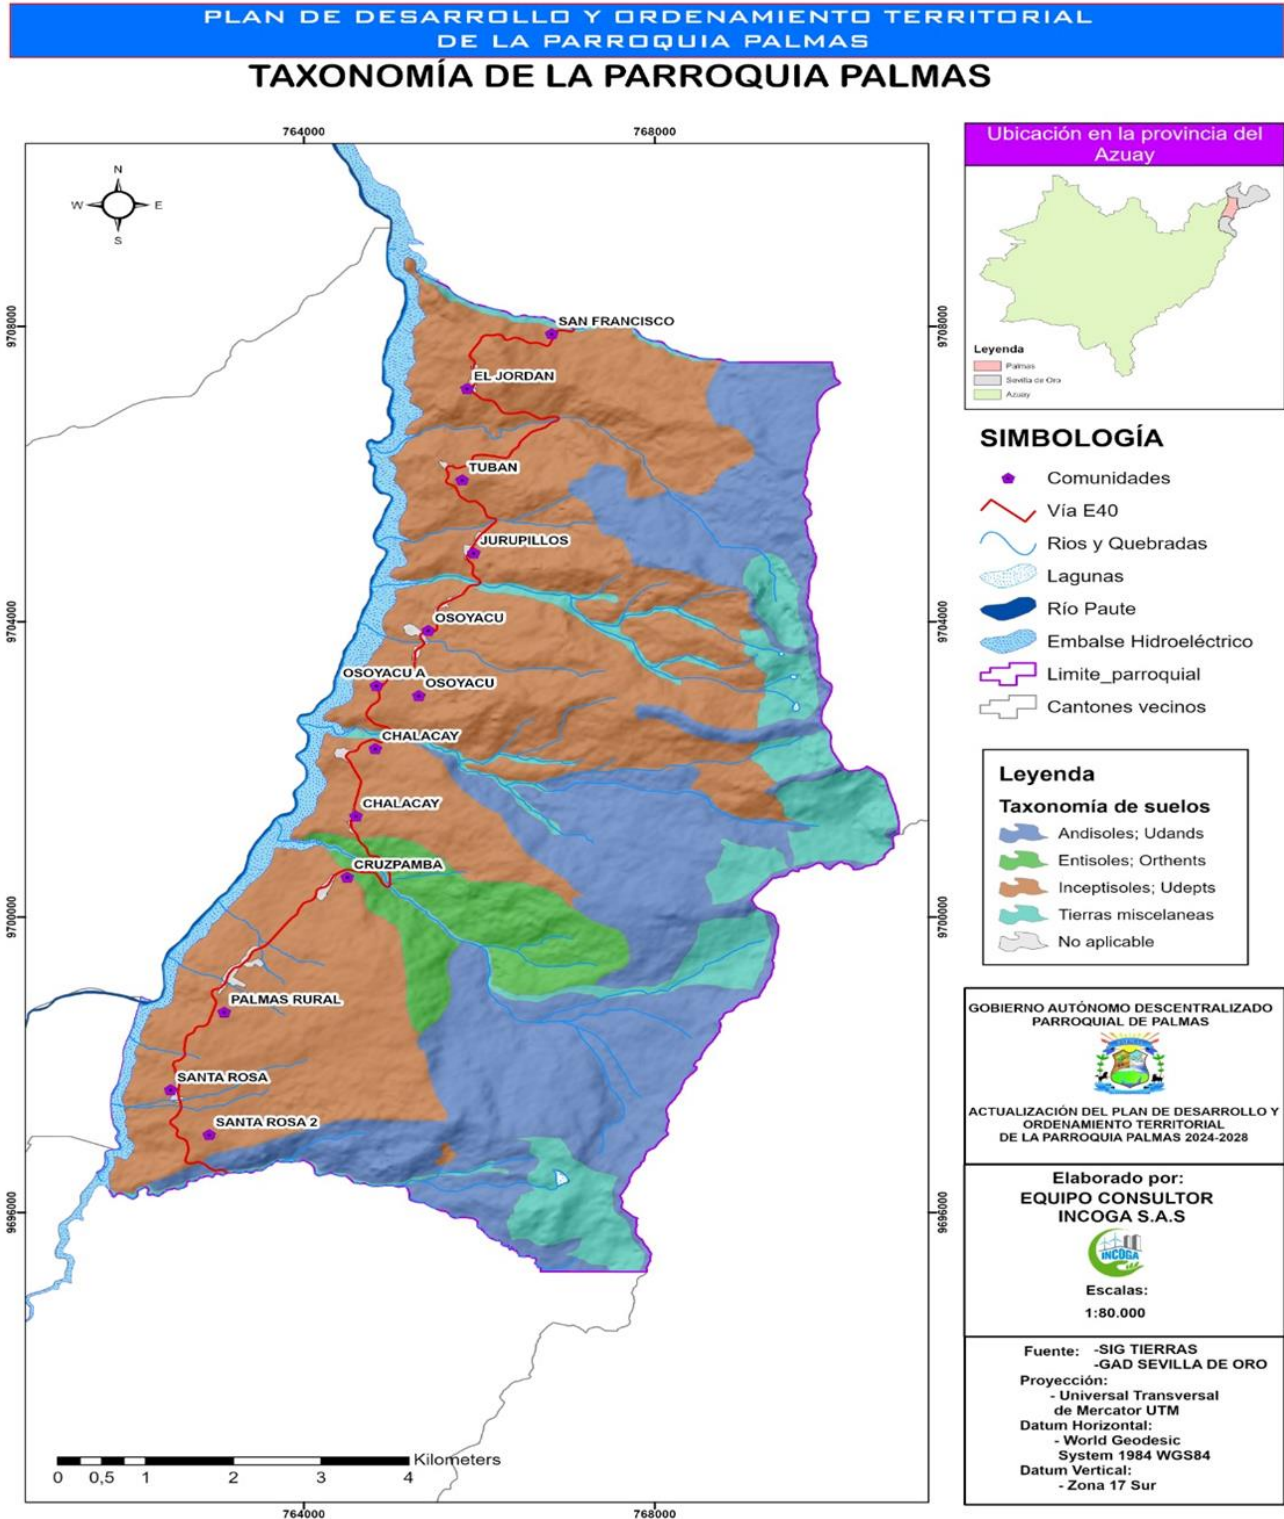 PLAN DE DESARROLLO Y ORDENAMIENTO TERRITORIAL
DE LA PARROQUIA PALMAS
TAXONOMÍA DE LA PARROQUIA PALMAS
764000
768000
N
W
E
S
9708000
9708000
9704000
9704000
9700000
9700000
9696000
9696000
SAN FRANCISCO
EL JORDAN
TUBAN
JURUPILLOS
OSOYACU
OSOYACU A
OSOYACU
CHALACAY
CHALACAY
CRUZPAMBA
PALMAS RURAL
SANTA ROSA
SANTA ROSA 2
Kilometers
0 0,5 1 2 3 4
764000
768000
Ubicación en la provincia del
Azuay
Leyenda
Palmas
Sevilla de Oro
Azuay
SIMBOLOGÍA
Comunidades
Vía E40
Rios y Quebradas
Lagunas
Río Paute
Embalse Hidroeléctrico
Limite_parroquial
Cantones vecinos
Leyenda
Taxonomía de suelos
Andisoles; Udands
Entisoles; Orthents
Inceptisoles; Udepts
Tierras miscelaneas
No aplicable
GOBIERNO AUTÓNOMO DESCENTRALIZADO
PARROQUIAL DE PALMAS
ACTUALIZACIÓN DEL PLAN DE DESARROLLO Y
ORDENAMIENTO TERRITORIAL
DE LA PARROQUIA PALMAS 2024-2028
Elaborado por:
EQUIPO CONSULTOR
INCOGA S.A.S
INCOGA
Escalas:
1:80.000
Fuente: -SIG TIERRAS
-GAD SEVILLA DE ORO
Proyección:
- Universal Transversal
de Mercator UTM
Datum Horizontal:
- World Geodesic
System 1984 WGS84
Datum Vertical:
- Zona 17 Sur